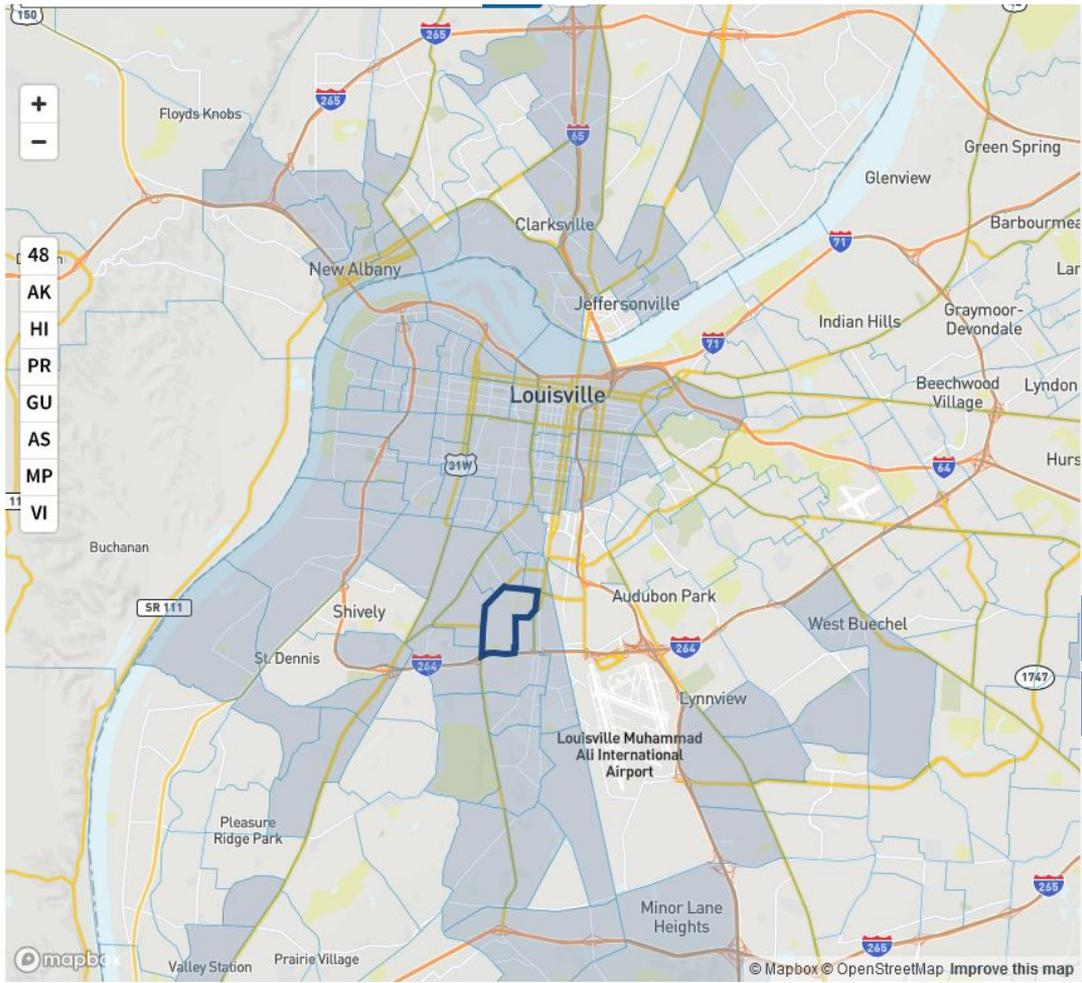 150
265
265
Floyds Knobs
+
−
65
Green Spring
Glenview
Clarksville
Barbourmea
71
48
New Albany
AK
Jeffersonville
Lar
HI
Indian Hills
Graymoor-
Devondale
71
PR
GU
Louisville
Beechwood
Village
Lyndon
AS
31W
64
Hurs
MP
11
VI
Buchanan
SR 111
Shively
Audubon Park
West Buechel
264
St. Dennis
264
1747
Lynnview
Louisville Muhammad
Ali International
Airport
Pleasure
Ridge Park
265
Minor Lane
Heights
265
mapbox
Valley Station
Prairie Village
© Mapbox © OpenStreetMap Improve this map